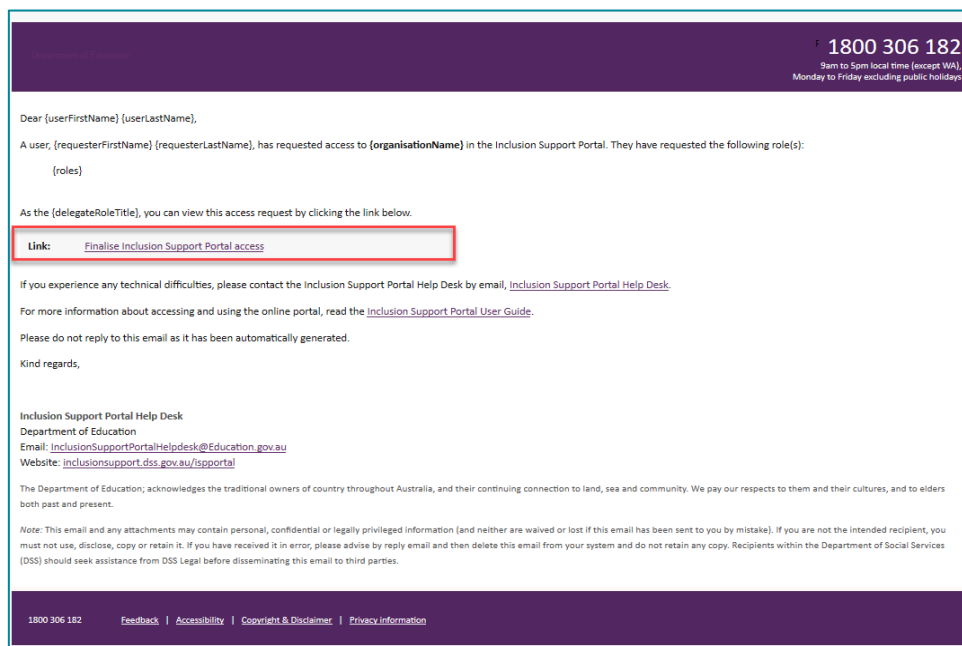 Department of Education
1800 306 182
9am to 5pm local time (except WA),
Monday to Friday excluding public holidays
Dear {userFirstName} {userLastName},
A user, {requesterFirstName} {requesterLastName}, has requested access to {organisationName} in the Inclusion Support Portal. They have requested the following role(s):
{roles}
As the {delegateRoleTitle}, you can view this access request by clicking the link below.
Link: Finalise Inclusion Support Portal access
If you experience any technical difficulties, please contact the Inclusion Support Portal Help Desk by email, Inclusion Support Portal Help Desk.
For more information about accessing and using the online portal, read the Inclusion Support Portal User Guide.
Please do not reply to this email as it has been automatically generated.
Kind regards,
Inclusion Support Portal Help Desk
Department of Education
Email: InclusionSupportPortalHelpdesk@Education.gov.au
Website: inclusionsupport.dss.gov.au/ispportal
The Department of Education; acknowledges the traditional owners of country throughout Australia, and their continuing connection to land, sea and community. We pay our respects to them and their cultures, and to elders
both past and present.
Note: This email and any attachments may contain personal, confidential or legally privileged information (and neither are waived or lost if this email has been sent to you by mistake). If you are not the intended recipient, you
must not use, disclose, copy or retain it. If you have received it in error, please advise by reply email and then delete this email from your system and do not retain any copy. Recipients within the Department of Social Services
(DSS) should seek assistance from DSS Legal before disseminating this email to third parties.
1800 306 182 Feedback | Accessibility | Copyright & Disclaimer | Privacy information